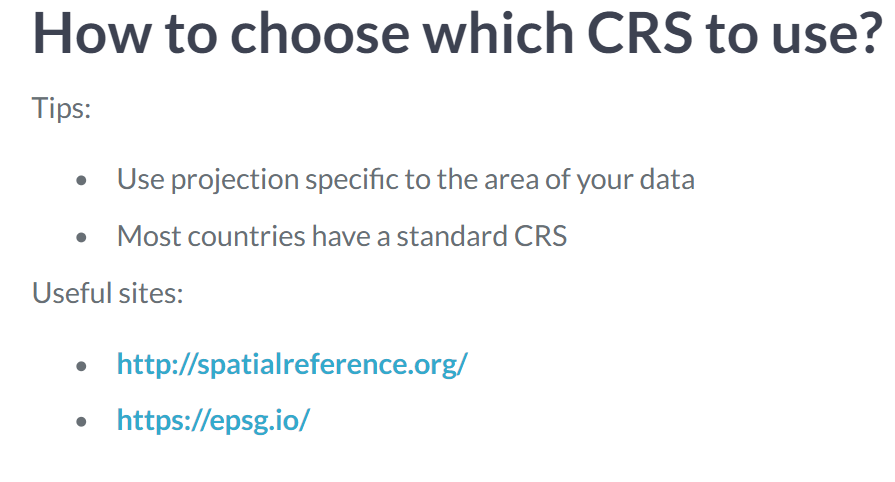 How to choose which CRS to use?
Tips:
• Use projection specific to the area of your data
• Most countries have a standard CRS
Useful sites:
• http://spatialreference.org/
• https://epsg.io/